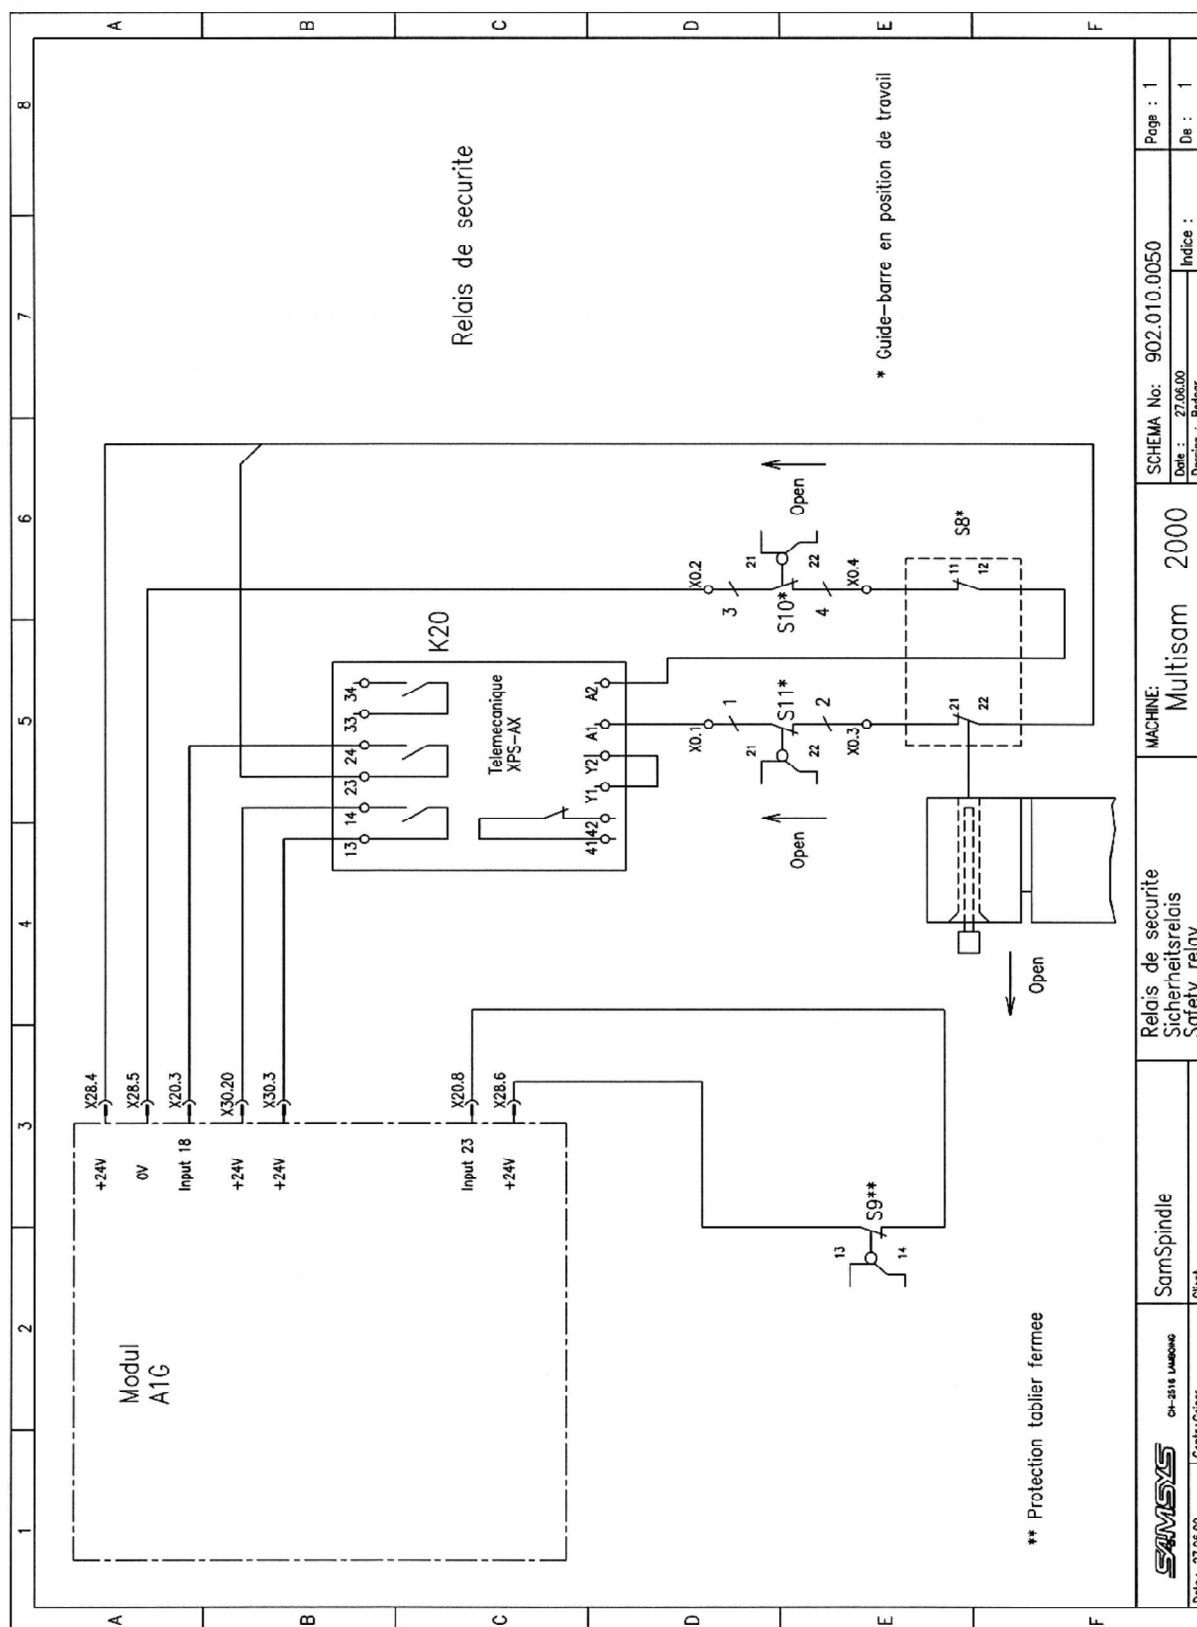 A
B
C
D
E
F
1
2
3
4
5
6
7
8
Modul
A1G
+24V
X28.4
0V
X28.5
Input 18
X20.3
+24V
X30.20
+24V
X30.3
Input 23
X20.8
+24V
X28.6
K20
13
14
23
24
33
34
Telemecanique
XPS-AX
41
42
Y1
Y2
A1
A2
Relais de securite
X0.1
X0.2
1
3
21
S11*
22
21
S10*
22
Open
Open
2
4
X0.3
X0.4
13
S9**
14
21
22
11
12
S8*
Open
* Guide-barre en position de travail
** Protection tablier fermee
A
B
C
D
E
F
SAMSYS
CH-2516 LAMBOING
SamSpindle
Relais de securite
Sicherheitsrelais
Safety relay
MACHINE:
Multisam 2000
SCHEMA No: 902.010.0050
Page : 1
Date : 27.06.00
Indice :
De : 1